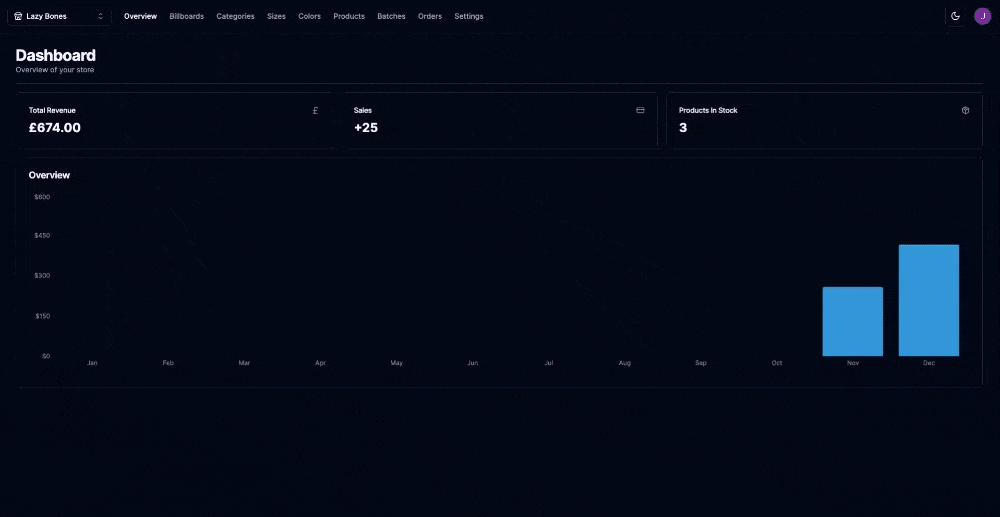 Lazy Bones Overview Billboards Categories Sizes Colors Products Batches Orders Settings J
Dashboard
Overview of your store
Total Revenue £
£674.00
Sales
+25
Products In Stock
3
Overview
$600
$450
$300
$150
$0
Jan Feb Mar Apr May Jun Jul Aug Sep Oct Nov Dec